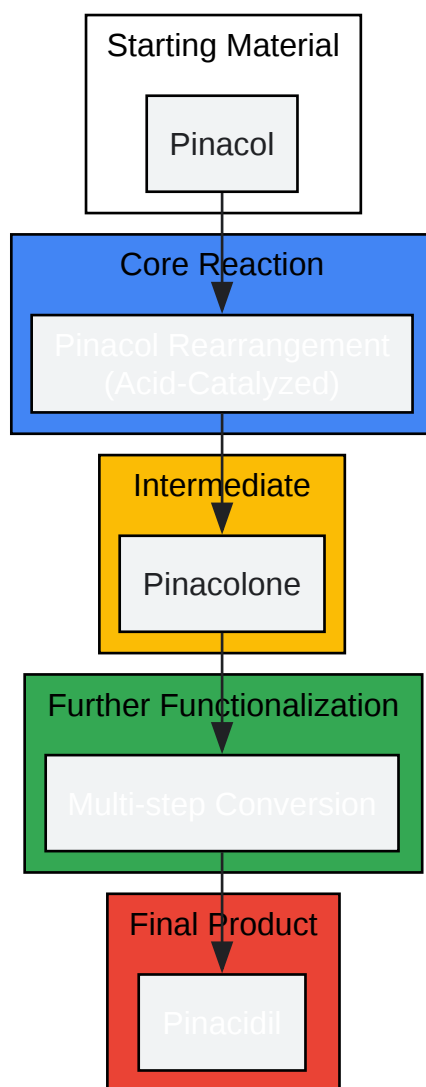 Starting Material
Pinacol
Core Reaction
Pinacol Rearrangement
(Acid-Catalyzed)
Intermediate
Pinacolone
Further Functionalization
Multi-step Conversion
Final Product
Pinacidil